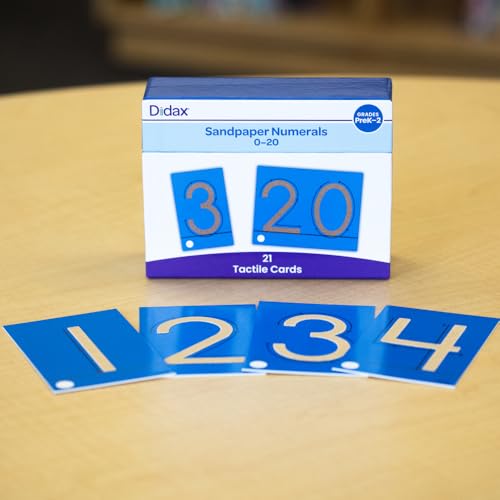 Didax
GRADES
PreK–2
Sandpaper Numerals
0–20
3
20
21
Tactile Cards
1 2 3 4